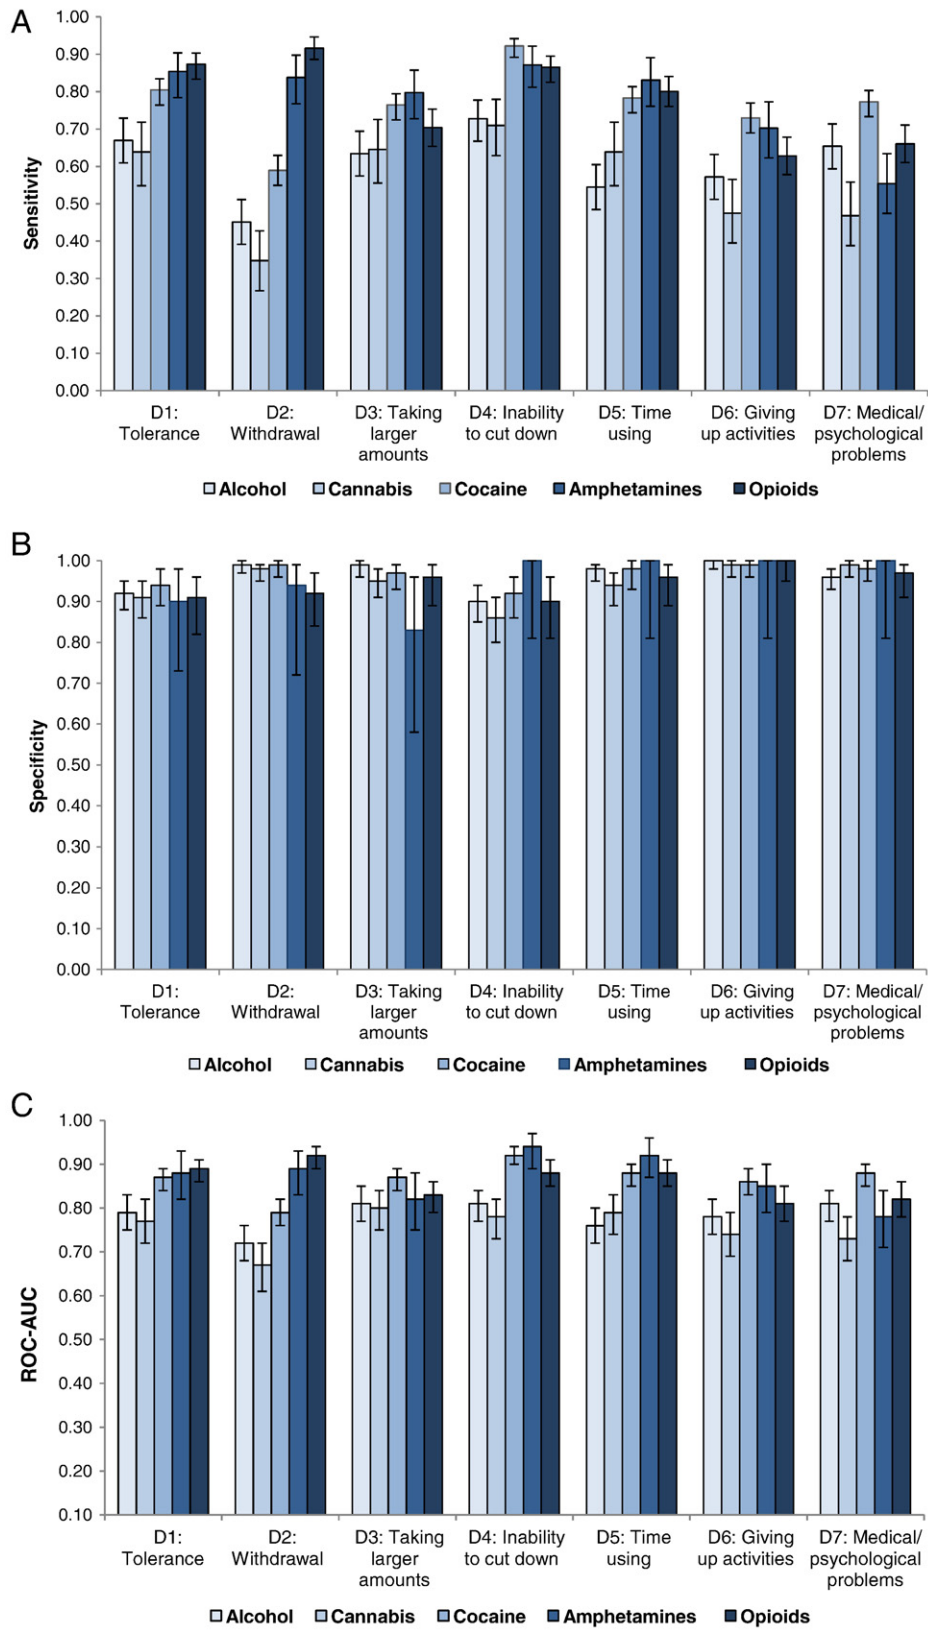 A
1.00
0.90
0.80
0.70
0.60
0.50
0.40
0.30
0.20
0.10
0.00
Sensitivity
D1: D2: D3: Taking D4: Inability D5: Time D6: Giving D7: Medical/
Tolerance Withdrawal larger to cut down using up activities psychological
amounts problems
Alcohol Cannabis Cocaine Amphetamines Opioids
B
1.00
0.90
0.80
0.70
0.60
0.50
0.40
0.30
0.20
0.10
0.00
Specificity
D1: D2: D3: Taking D4: Inability D5: Time D6: Giving D7: Medical/
Tolerance Withdrawal larger to cut down using up activities psychological
amounts problems
Alcohol Cannabis Cocaine Amphetamines Opioids
C
1.00
0.90
0.80
0.70
0.60
0.50
0.40
0.30
0.20
0.10
ROC-AUC
D1: D2: D3: Taking D4: Inability D5: Time D6: Giving D7: Medical/
Tolerance Withdrawal larger to cut down using up activities psychological
amounts problems
Alcohol Cannabis Cocaine Amphetamines Opioids